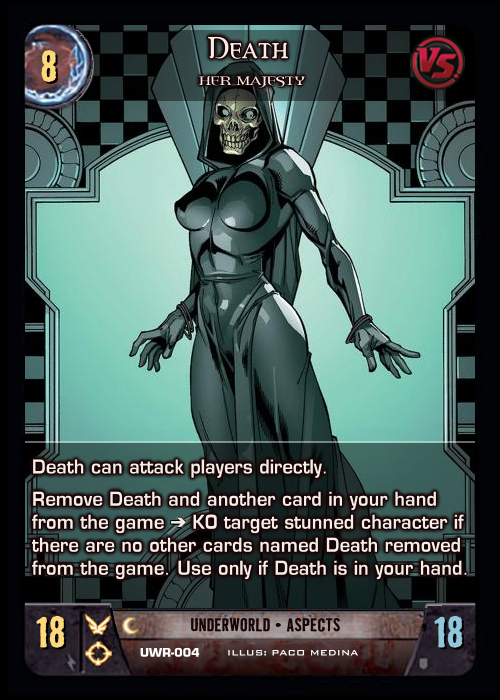 8
DEATH
HER MAJESTY
VS
Death can attack players directly.
Remove Death and another card in your hand
from the game ➔ KO target stunned character if
there are no other cards named Death removed
from the game. Use only if Death is in your hand.
18
UNDERWORLD • ASPECTS
18
UWR-004 ILLUS: PACO MEDINA